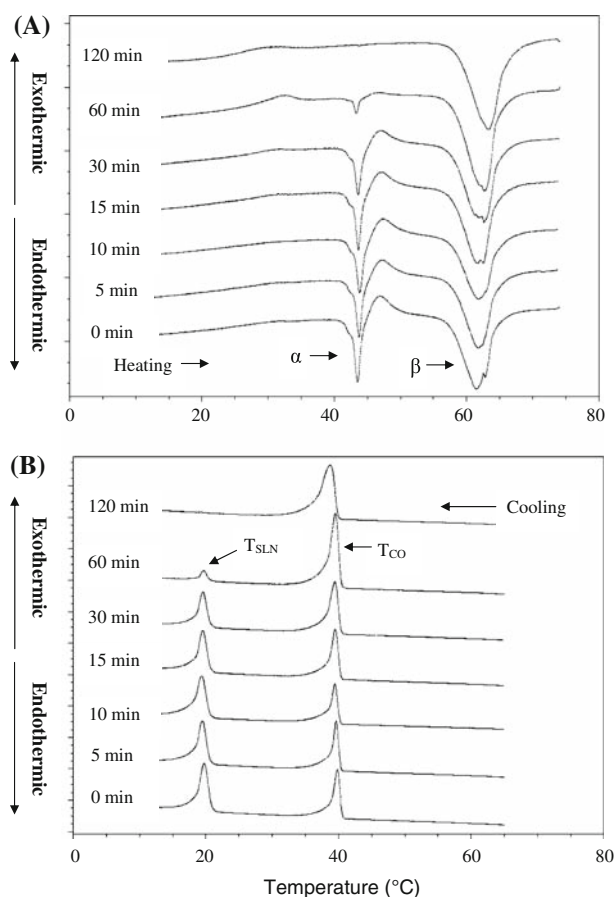 (A)
Exothermic
Endothermic
120 min
60 min
30 min
15 min
10 min
5 min
0 min
Heating
α
β
0 20 40 60 80
(B)
Exothermic
Endothermic
120 min
Cooling
T_SLN
T_CO
60 min
30 min
15 min
10 min
5 min
0 min
0 20 40 60 80
Temperature (°C)